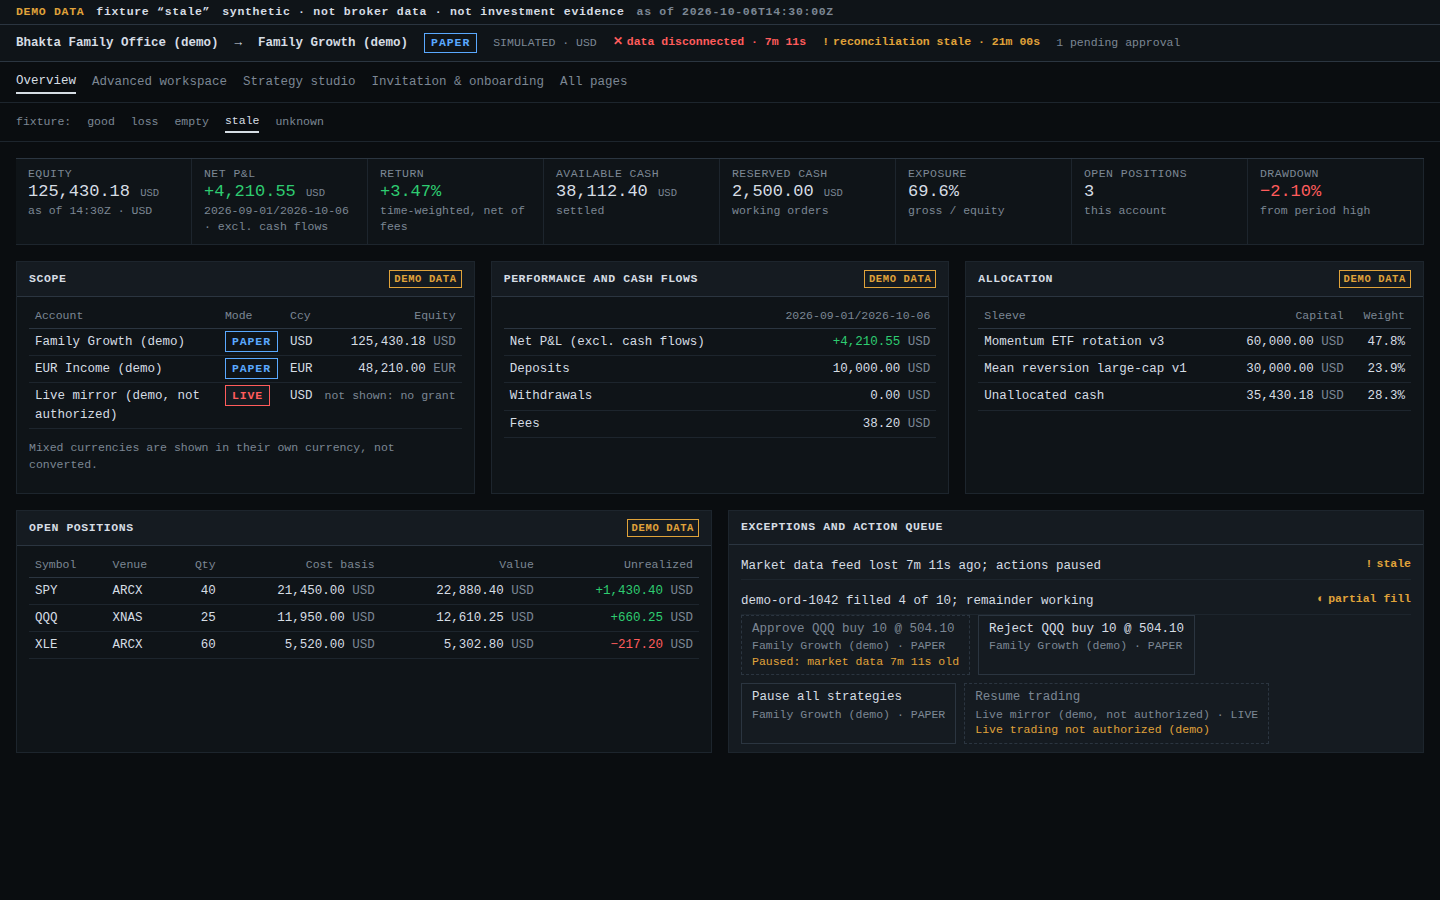 DEMO DATA fixture “stale” synthetic · not broker data · not investment evidence as of 2026-10-06T14:30:00Z
Bhakta Family Office (demo) → Family Growth (demo) PAPER SIMULATED · USD ✕ data disconnected · 7m 11s ! reconciliation stale · 21m 00s 1 pending approval
Overview Advanced workspace Strategy studio Invitation & onboarding All pages
fixture: good loss empty stale unknown
EQUITY
125,430.18 USD
as of 14:30Z · USD
NET P&L
+4,210.55 USD
2026-09-01/2026-10-06
· excl. cash flows
RETURN
+3.47%
time-weighted, net of
fees
AVAILABLE CASH
38,112.40 USD
settled
RESERVED CASH
2,500.00 USD
working orders
EXPOSURE
69.6%
gross / equity
OPEN POSITIONS
3
this account
DRAWDOWN
−2.10%
from period high
SCOPE DEMO DATA
Account Mode Ccy Equity
Family Growth (demo) PAPER USD 125,430.18 USD
EUR Income (demo) PAPER EUR 48,210.00 EUR
Live mirror (demo, not LIVE USD not shown: no grant
authorized)
Mixed currencies are shown in their own currency, not
converted.
PERFORMANCE AND CASH FLOWS DEMO DATA
2026-09-01/2026-10-06
Net P&L (excl. cash flows) +4,210.55 USD
Deposits 10,000.00 USD
Withdrawals 0.00 USD
Fees 38.20 USD
ALLOCATION DEMO DATA
Sleeve Capital Weight
Momentum ETF rotation v3 60,000.00 USD 47.8%
Mean reversion large-cap v1 30,000.00 USD 23.9%
Unallocated cash 35,430.18 USD 28.3%
OPEN POSITIONS DEMO DATA
Symbol Venue Qty Cost basis Value Unrealized
SPY ARCX 40 21,450.00 USD 22,880.40 USD +1,430.40 USD
QQQ XNAS 25 11,950.00 USD 12,610.25 USD +660.25 USD
XLE ARCX 60 5,520.00 USD 5,302.80 USD −217.20 USD
EXCEPTIONS AND ACTION QUEUE
Market data feed lost 7m 11s ago; actions paused ! stale
demo-ord-1042 filled 4 of 10; remainder working ◖ partial fill
Approve QQQ buy 10 @ 504.10
Family Growth (demo) · PAPER
Paused: market data 7m 11s old
Reject QQQ buy 10 @ 504.10
Family Growth (demo) · PAPER
Pause all strategies
Family Growth (demo) · PAPER
Resume trading
Live mirror (demo, not authorized) · LIVE
Live trading not authorized (demo)